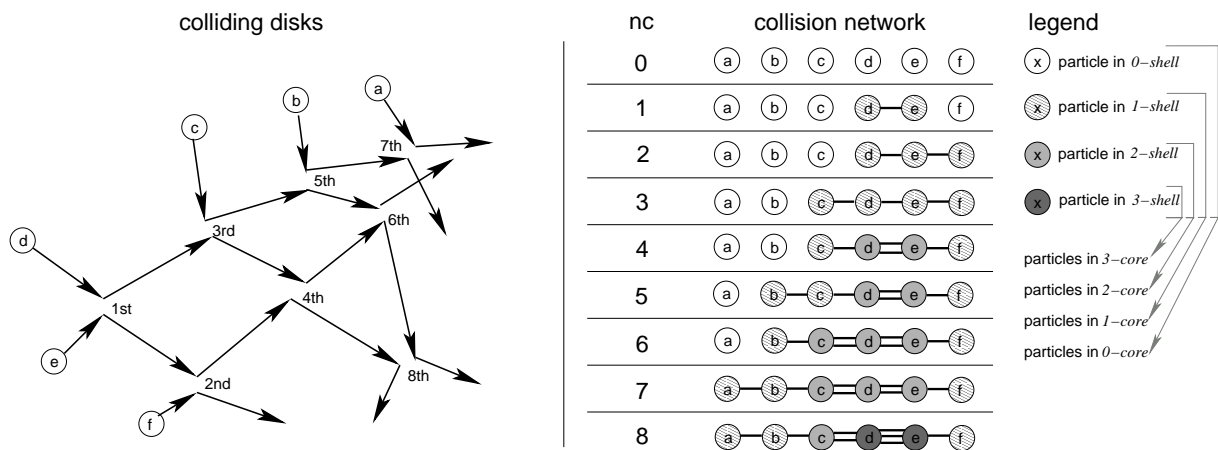 colliding disks
a
b
c
7th
5th
6th
3rd
d
4th
1st
e
8th
2nd
f
nc collision network
0 a b c d e f
1 a b c d e f
2 a b c d e f
3 a b c d e f
4 a b c d e f
5 a b c d e f
6 a b c d e f
7 a b c d e f
8 a b c d e f
legend
x particle in 0−shell
x particle in 1−shell
x particle in 2−shell
x particle in 3−shell
particles in 3−core
particles in 2−core
particles in 1−core
particles in 0−core